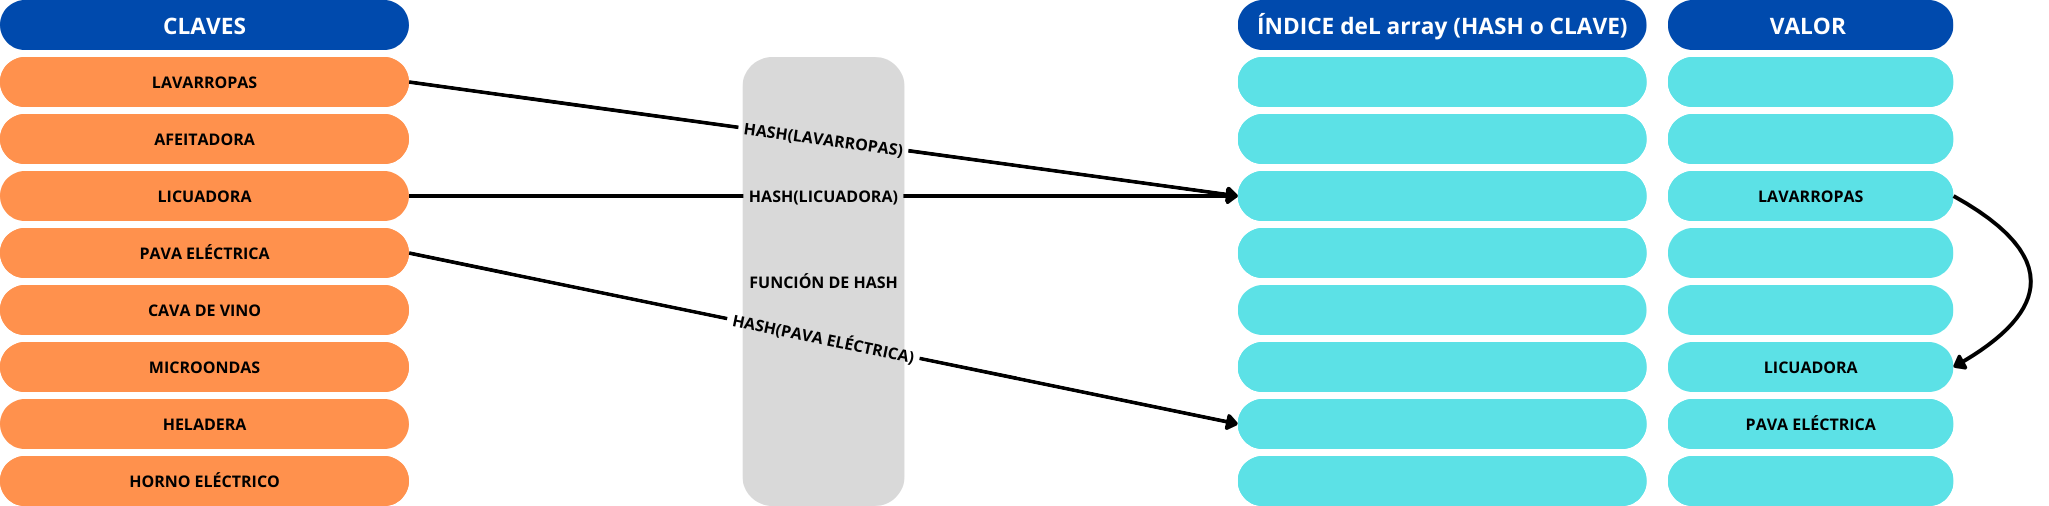 CLAVES
ÍNDICE deL array (HASH o CLAVE)
VALOR
LAVARROPAS
AFEITADORA
LICUADORA
PAVA ELÉCTRICA
CAVA DE VINO
MICROONDAS
HELADERA
HORNO ELÉCTRICO
HASH(LAVARROPAS)
HASH(LICUADORA)
FUNCIÓN DE HASH
HASH(PAVA ELÉCTRICA)
LAVARROPAS
LICUADORA
PAVA ELÉCTRICA